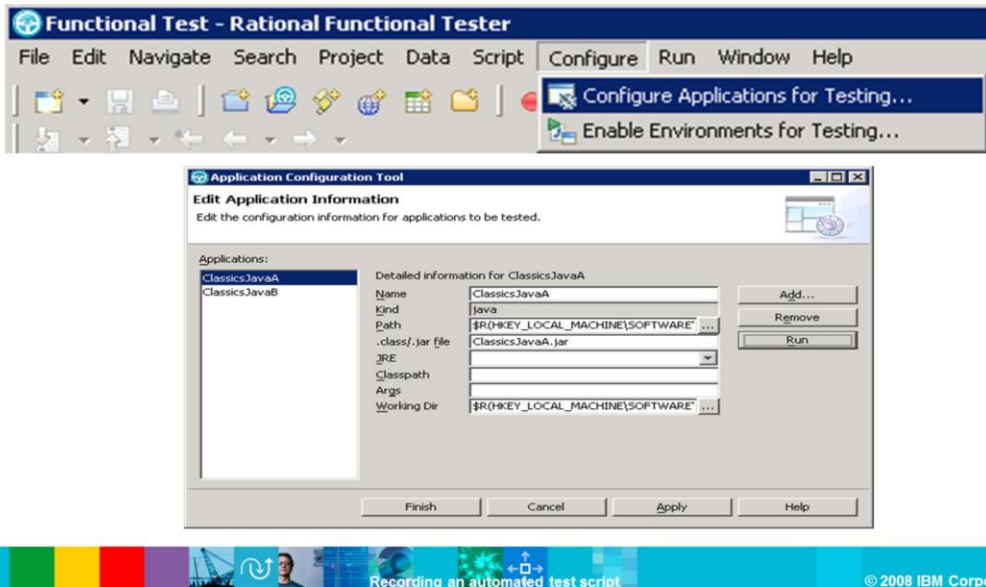 Functional Test - Rational Functional Tester
File Edit Navigate Search Project Data Script Configure Run Window Help
Configure Applications for Testing...
Enable Environments for Testing...
Application Configuration Tool
Edit Application Information
Edit the configuration information for applications to be tested.
Applications:
ClassicsJavaA
ClassicsJavaB
Detailed information for ClassicsJavaA
Name ClassicsJavaA
Kind java
Path $R(HKEY_LOCAL_MACHINE\SOFTWARE\ ...
.class/.jar file ClassicsJavaA.jar
JRE
Classpath
Args
Working Dir $R(HKEY_LOCAL_MACHINE\SOFTWARE\ ...
Add...
Remove
Run
Finish Cancel Apply Help
Recording an automated test script
© 2008 IBM Corpo